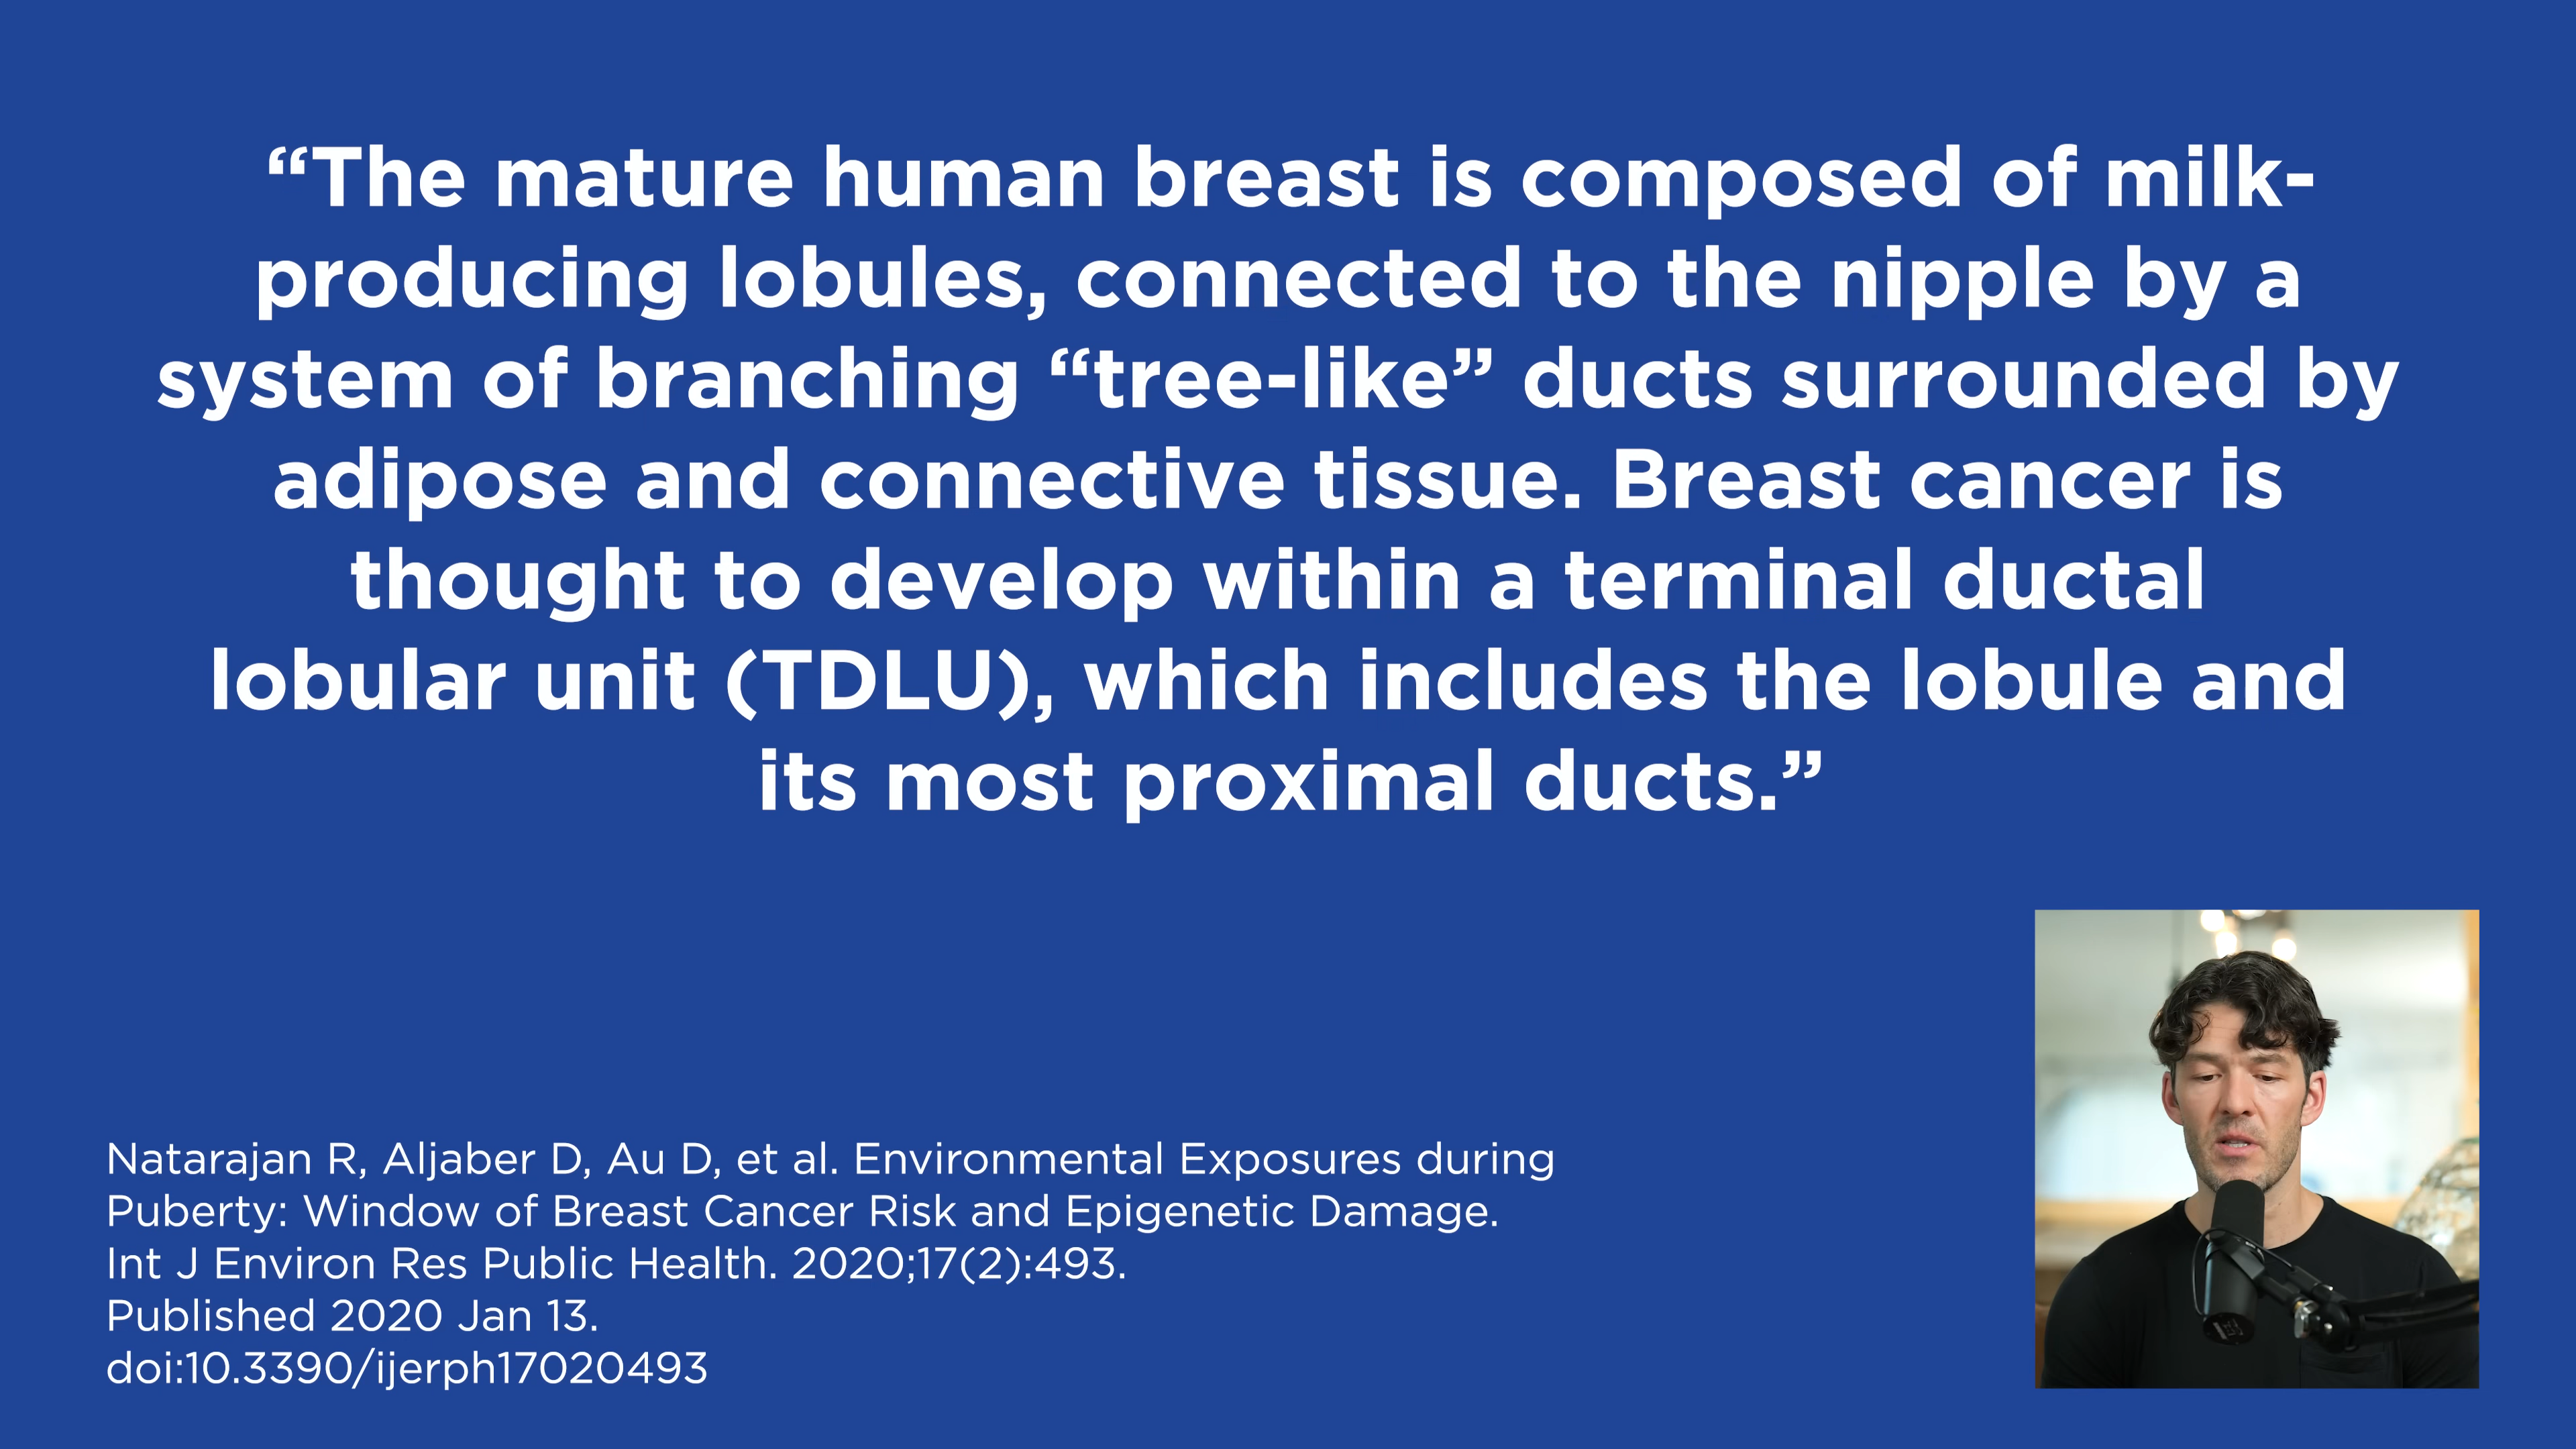 “The mature human breast is composed of milk-
producing lobules, connected to the nipple by a
system of branching “tree-like” ducts surrounded by
adipose and connective tissue. Breast cancer is
thought to develop within a terminal ductal
lobular unit (TDLU), which includes the lobule and
its most proximal ducts.”
Natarajan R, Aljaber D, Au D, et al. Environmental Exposures during
Puberty: Window of Breast Cancer Risk and Epigenetic Damage.
Int J Environ Res Public Health. 2020;17(2):493.
Published 2020 Jan 13.
doi:10.3390/ijerph17020493